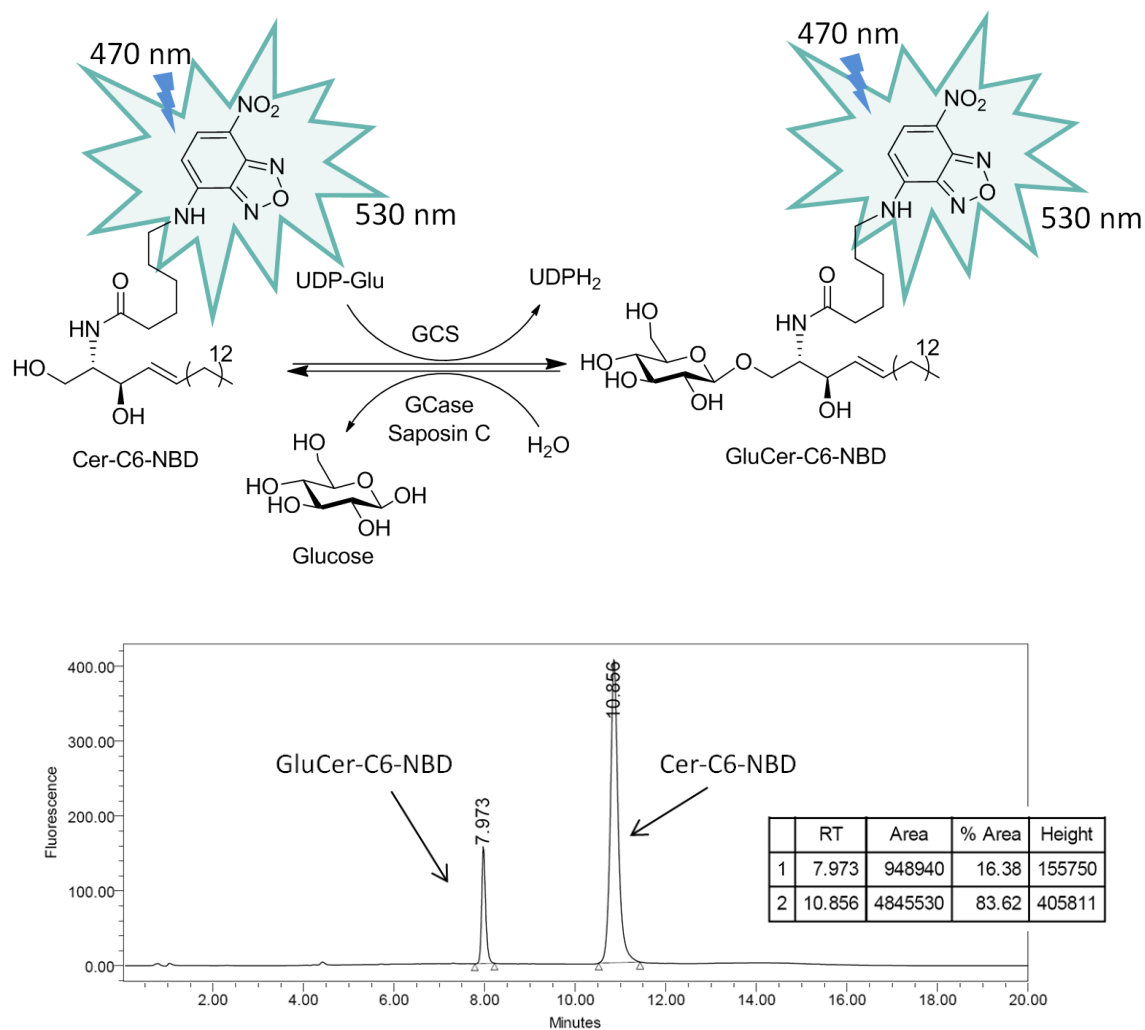 470 nm
470 nm
NO2
NO2
N
O
N
N
O
N
NH
NH
530 nm
530 nm
UDP-Glu
UDPH2
O
HN
O
HN
GCS
HO
HO
O
HO
HO
O
OH
12
OH
12
OH
GCase
Saposin C
H2O
Cer-C6-NBD
GluCer-C6-NBD
HO
O
HO
HO
OH
OH
Glucose
400.00
300.00
200.00
100.00
0.00
Fluorescence
GluCer-C6-NBD
7.973
10.856
Cer-C6-NBD
RT Area % Area Height
1 7.973 948940 16.38 155750
2 10.856 4845530 83.62 405811
2.00 4.00 6.00 8.00 10.00 12.00 14.00 16.00 18.00 20.00
Minutes